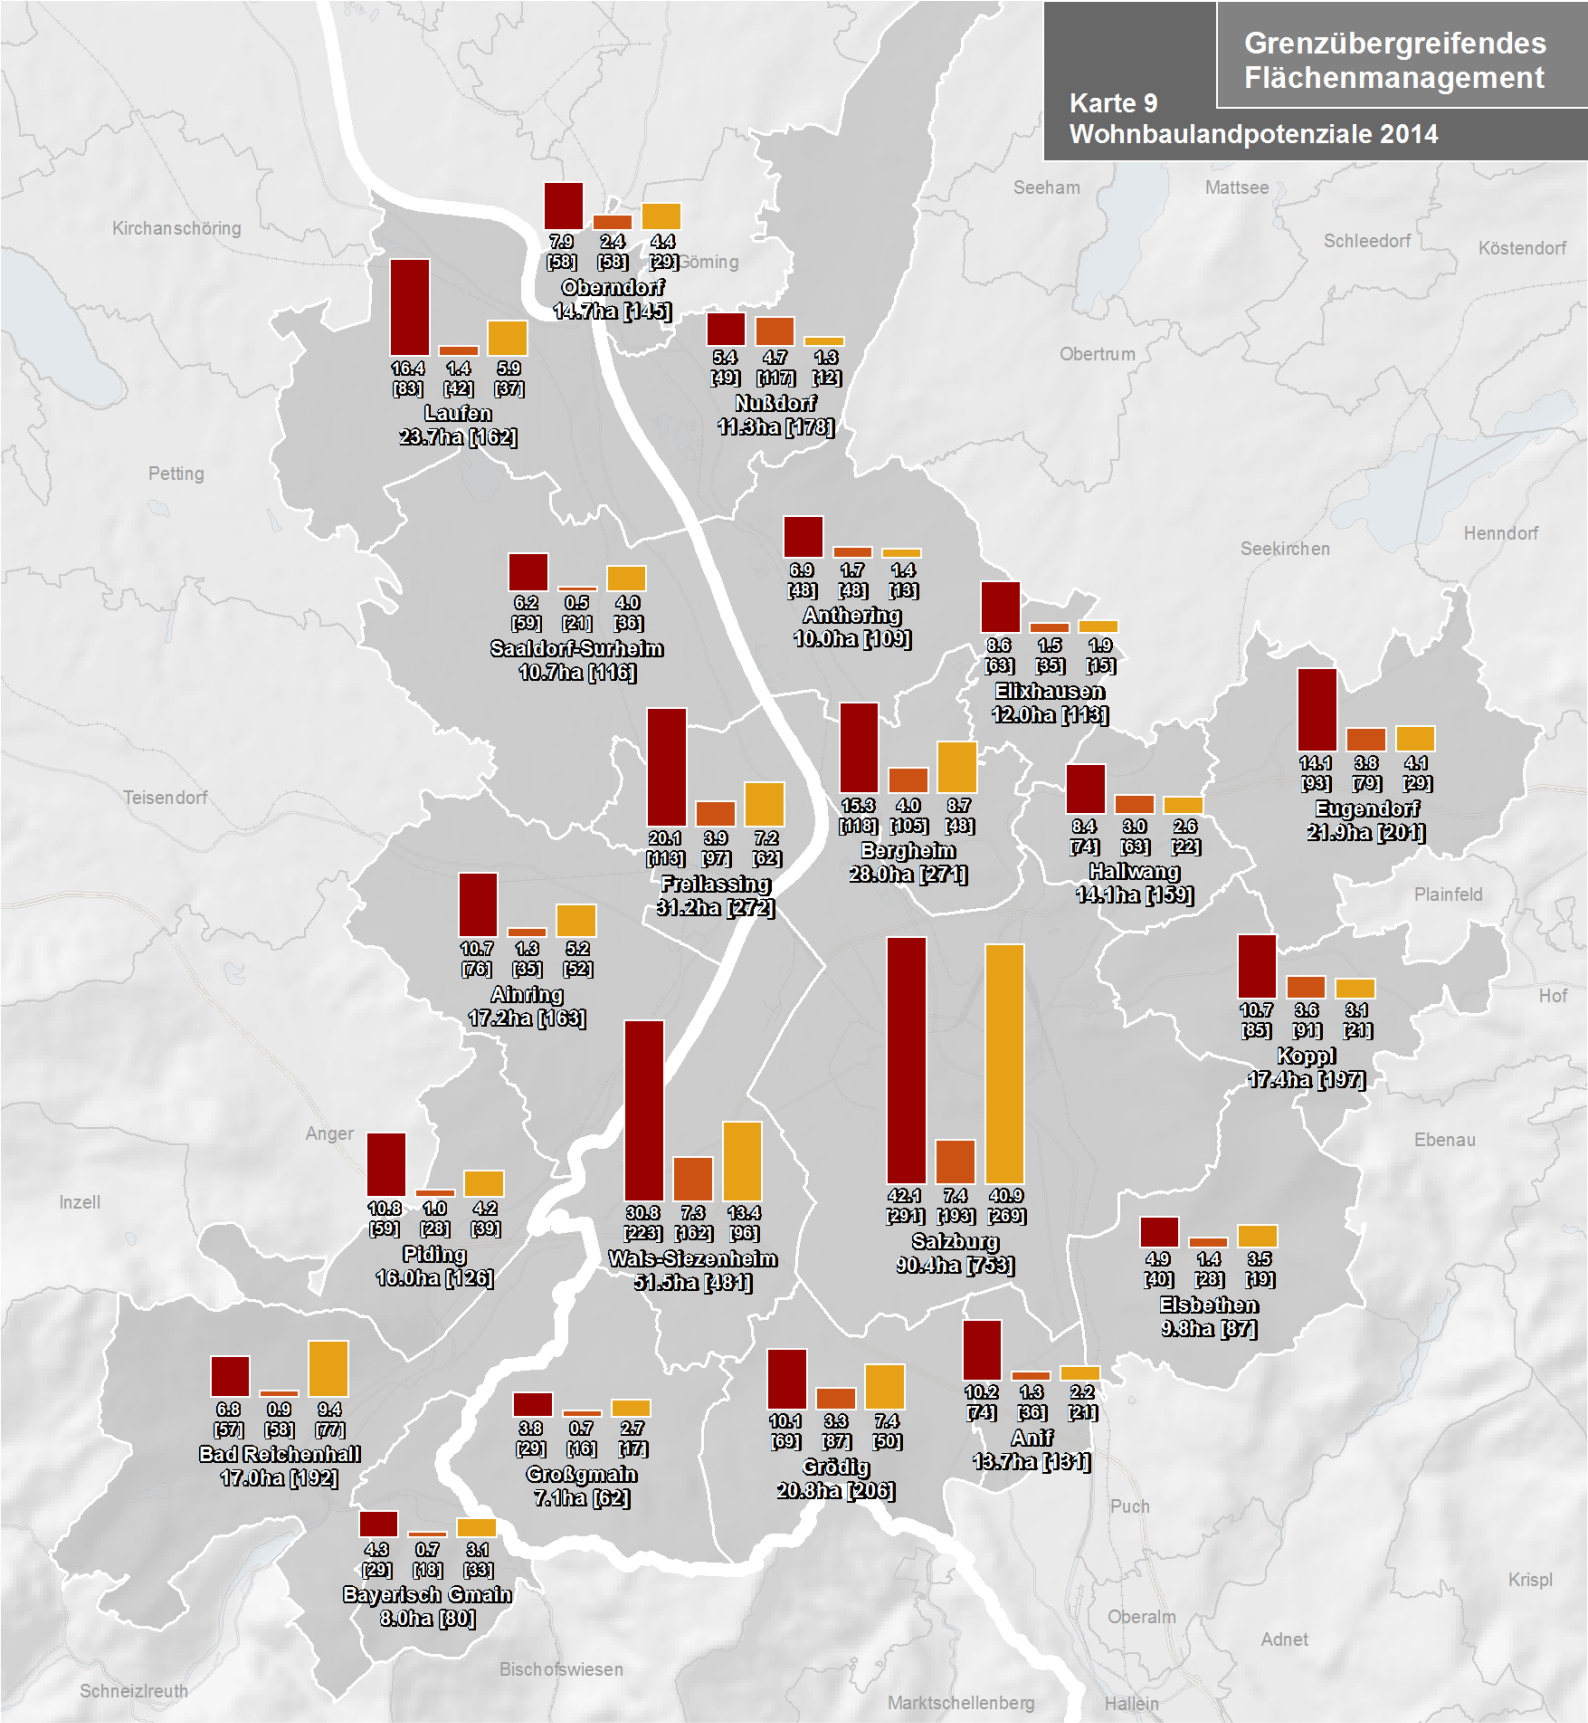 Grenzübergreifendes
Flächenmanagement
Karte 9
Wohnbaulandpotenziale 2014
Seeham
Mattsee
Kirchanschöring
Schleedorf
Köstendorf
7.9 2.4 4.4
[58] [58] [29]
Göming
Oberndorf
14.7ha [145]
16.4 1.4 5.9
[83] [42] [37]
Laufen
23.7ha [162]
5.4 4.7 1.3
[49] [117] [12]
Nußdorf
11.3ha [178]
Obertrum
Petting
Henndorf
Seekirchen
6.9 1.7 1.4
[48] [48] [13]
Anthering
10.0ha [109]
6.2 0.5 4.0
[59] [21] [36]
Saaldorf-Surheim
10.7ha [116]
8.6 1.5 1.9
[63] [35] [15]
Elixhausen
12.0ha [113]
14.1 3.8 4.1
[93] [79] [29]
Eugendorf
21.9ha [201]
Teisendorf
20.1 3.9 7.2
[113] [97] [62]
Freilassing
31.2ha [272]
15.3 4.0 8.7
[118] [105] [48]
Bergheim
28.0ha [271]
8.4 3.0 2.6
[74] [63] [22]
Hallwang
14.1ha [159]
Plainfeld
10.7 1.3 5.2
[76] [35] [52]
Ainring
17.2ha [163]
Hof
10.7 3.6 3.1
[85] [91] [21]
Koppl
17.4ha [197]
Anger
Ebenau
Inzell
10.8 1.0 4.2
[59] [28] [39]
Piding
16.0ha [126]
30.8 7.3 13.4
[223] [162] [96]
Wals-Siezenheim
51.5ha [481]
42.1 7.4 40.9
[291] [193] [269]
Salzburg
90.4ha [753]
4.9 1.4 3.5
[40] [28] [19]
Elsbethen
9.8ha [87]
6.8 0.9 9.4
[57] [58] [77]
Bad Reichenhall
17.0ha [192]
3.8 0.7 2.7
[29] [16] [17]
Großgmain
7.1ha [62]
10.1 3.3 7.4
[69] [87] [50]
Grödig
20.8ha [206]
10.2 1.3 2.2
[74] [36] [21]
Anif
13.7ha [131]
Puch
4.3 0.7 3.1
[29] [18] [33]
Bayerisch Gmain
8.0ha [80]
Krispl
Oberalm
Adnet
Bischofswiesen
Schneizlreuth
Marktschellenberg
Hallein